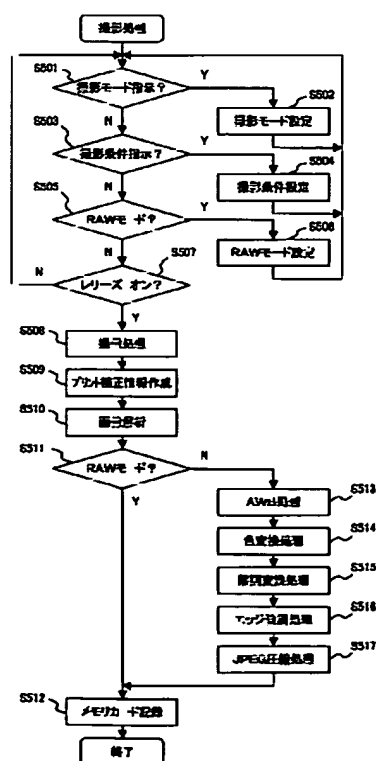 撮影処理
S501
撮影モード指示?
Y
S502
撮影モード設定
N
S503
撮影条件指示?
Y
S504
撮影条件設定
N
S505
RAWモード?
Y
S506
RAWモード設定
N
S507
レリーズ オン?
N
Y
S508
撮像処理
S509
プリント補正情報作成
S510
S511
RAWモード?
N
Y
S513
AWB処理
S514
色変換処理
S515
階調変換処理
S516
エッジ強調処理
S517
JPEG圧縮処理
S512
メモリカード記録
終了